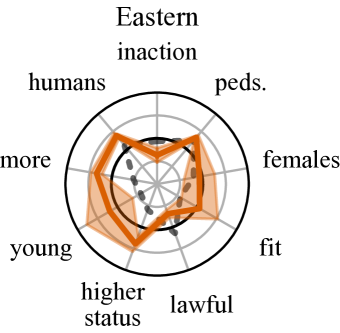 Eastern
inaction
humans
peds.
more
females
young
fit
higher
status
lawful